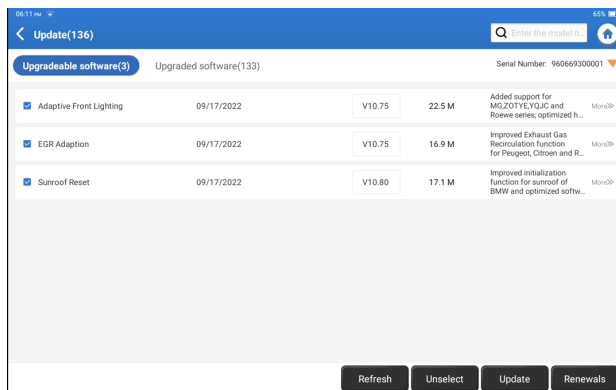 06:11 PM 65%
Update(136)
Enter the model n...
Upgradeable software(3) Upgraded software(133) Serial Number: 960669300001
Adaptive Front Lighting 09/17/2022 V10.75 22.5 M Added support for
MG,ZOTYE,YQJC and
Roewe series; optimized h...
More
EGR Adaption 09/17/2022 V10.75 16.9 M Improved Exhaust Gas
Recirculation function
for Peugeot, Citroen and R...
More
Sunroof Reset 09/17/2022 V10.80 17.1 M Improved initialization
function for sunroof of
BMW and optimized softw...
More
Refresh Unselect Update Renewals